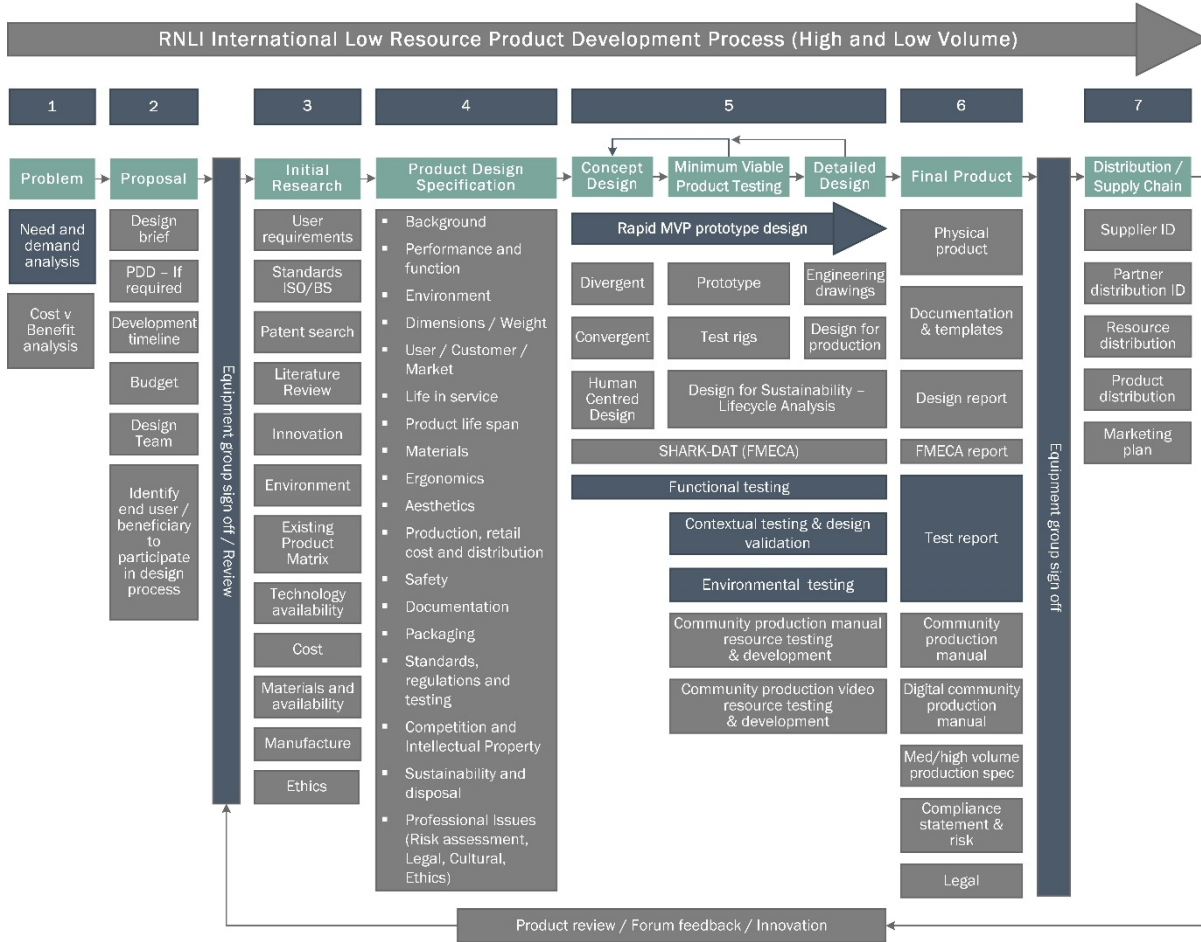 RNLI International Low Resource Product Development Process (High and Low Volume)
1
2
3
4
5
6
7
Problem
Proposal
Initial
Research
Product Design
Specification
Concept
Design
Minimum Viable
Product Testing
Detailed
Design
Final Product
Distribution /
Supply Chain
Need and
demand
analysis
Cost v
Benefit
analysis
Design
brief
PDD – If
required
Development
timeline
Budget
Design
Team
Identify
end user /
beneficiary
to
participate
in design
process
Equipment group sign off / Review
User
requirements
Standards
ISO/BS
Patent search
Literature
Review
Innovation
Environment
Existing
Product
Matrix
Technology
availability
Cost
Materials and
availability
Manufacture
Ethics
▪ Background
▪ Performance and
function
▪ Environment
▪ Dimensions / Weight
▪ User / Customer /
Market
▪ Life in service
▪ Product life span
▪ Materials
▪ Ergonomics
▪ Aesthetics
▪ Production, retail
cost and distribution
▪ Safety
▪ Documentation
▪ Packaging
▪ Standards,
regulations and
testing
▪ Competition and
Intellectual Property
▪ Sustainability and
disposal
▪ Professional Issues
(Risk assessment,
Legal, Cultural,
Ethics)
Rapid MVP prototype design
Divergent
Convergent
Human
Centred
Design
Prototype
Test rigs
Engineering
drawings
Design for
production
Design for Sustainability –
Lifecycle Analysis
SHARK-DAT (FMECA)
Functional testing
Contextual testing & design
validation
Environmental testing
Community production manual
resource testing
& development
Community production video
resource testing
& development
Physical
product
Documentation
& templates
Design report
FMECA report
Test report
Community
production
manual
Digital community
production
manual
Med/high volume
production spec
Compliance
statement &
risk
Legal
Equipment group sign off
Supplier ID
Partner
distribution ID
Resource
distribution
Product
distribution
Marketing
plan
Product review / Forum feedback / Innovation